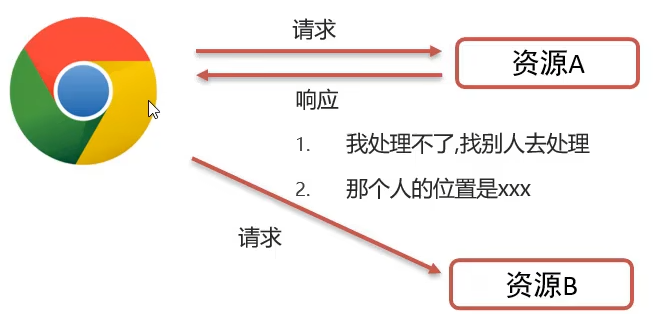 请求
资源A
响应
1. 我处理不了,找别人去处理
2. 那个人的位置是xxx
请求
资源B